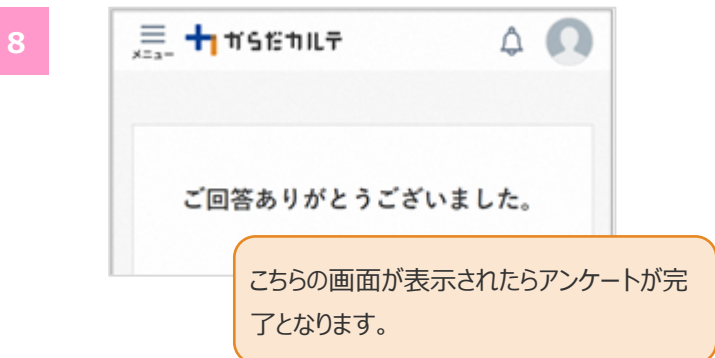 8
メニュー
からだカルテ
ご回答ありがとうございました。
こちらの画面が表示されたらアンケートが完
了となります。